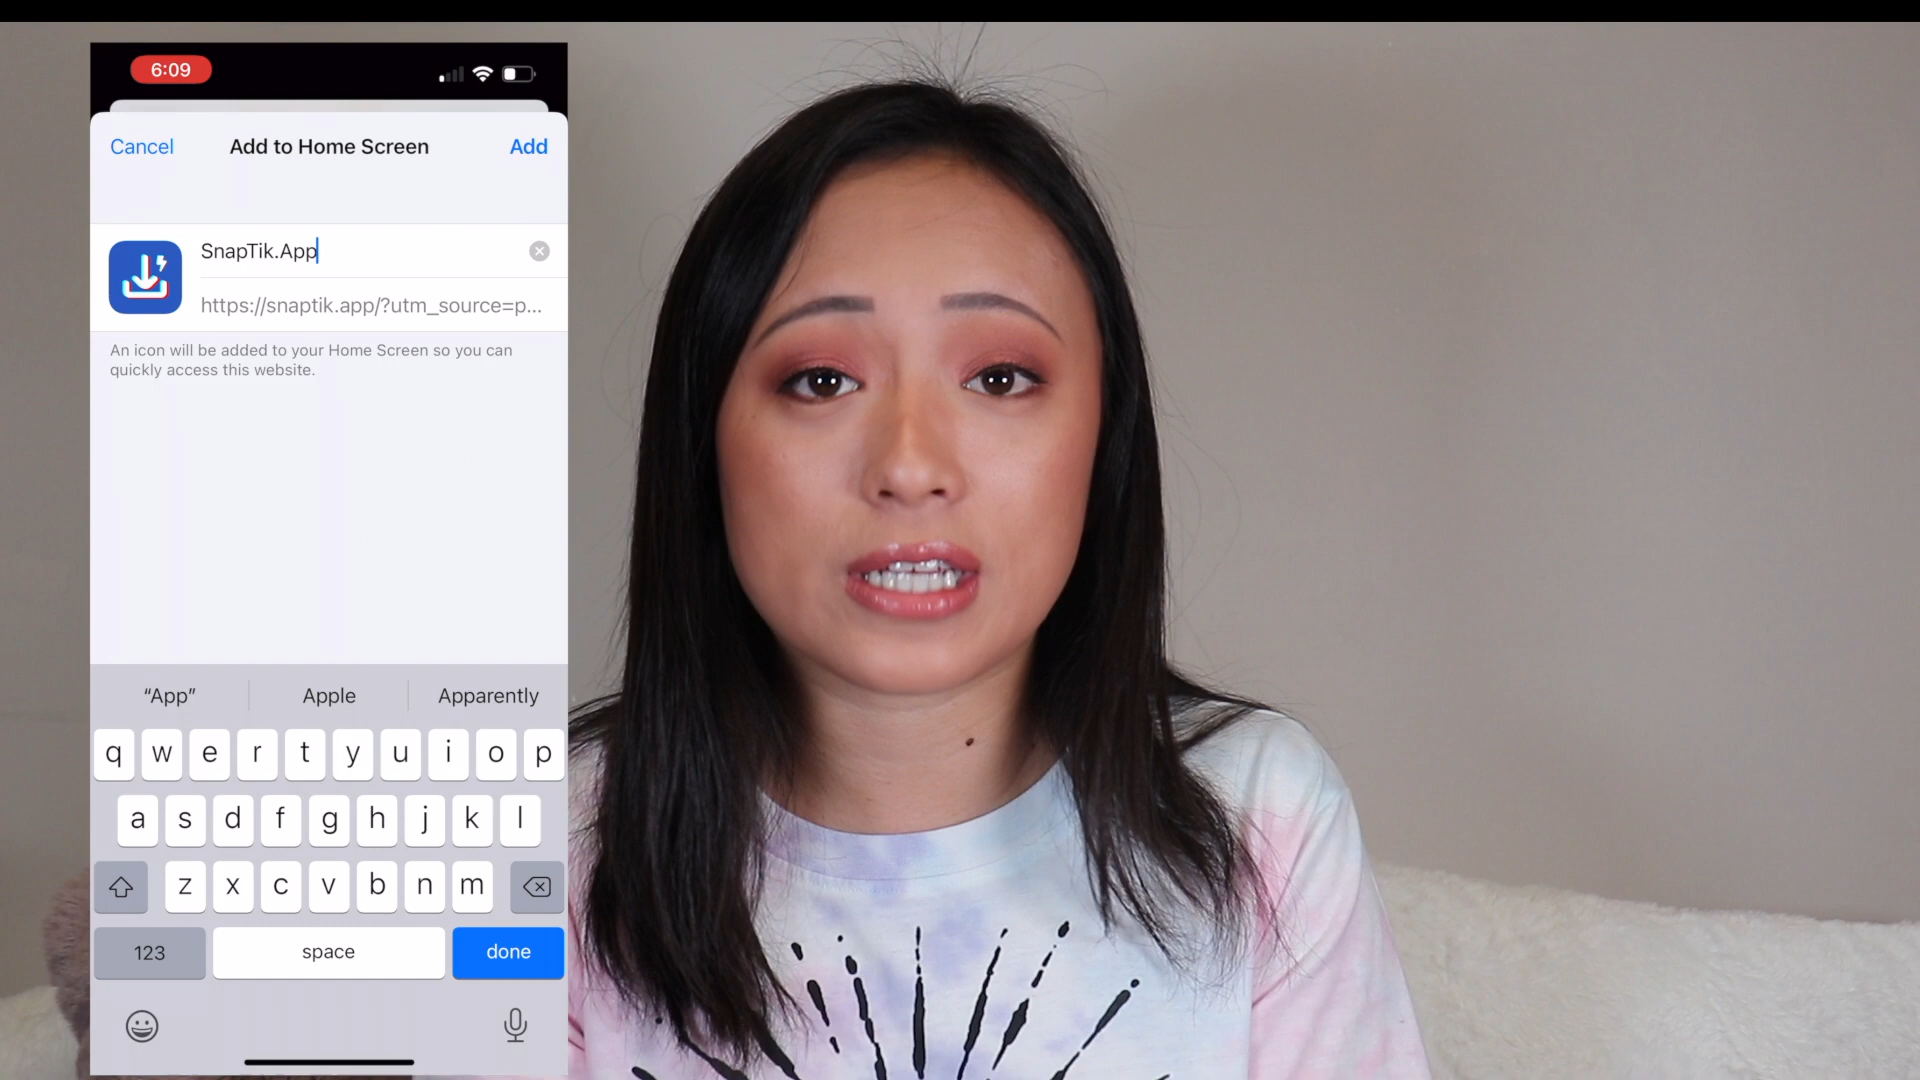 6:09
Cancel Add to Home Screen Add
SnapTik.App
https://snaptik.app/?utm_source=p...
An icon will be added to your Home Screen so you can
quickly access this website.
“App” Apple Apparently
q w e r t y u i o p
a s d f g h j k l
z x c v b n m
123 space done